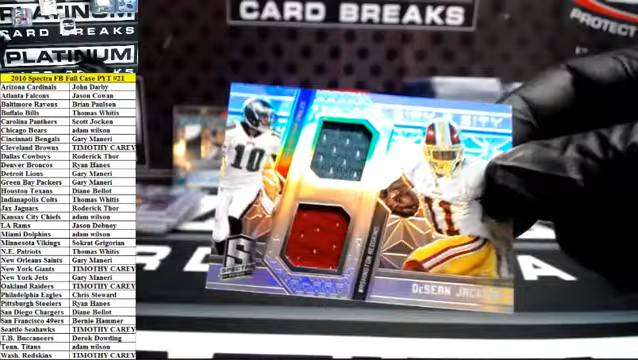 PLATINUM
CARD BREAKS
PROTECT
PLATINUM
2016 Spectra FB Full Case PYT #21
Arizona Cardinals John Darby
Atlanta Falcons Jason Cowan
Baltimore Ravens Brian Paulsen
Buffalo Bills Thomas Whitis
Carolina Panthers Scott Jocken
Chicago Bears adam wilson
Cincinnati Bengals Gary Maneri
Cleveland Browns TIMOTHY CAREY
Dallas Cowboys Roderick Thor
Denver Broncos Ryan Hanes
Detroit Lions Gary Maneri
Green Bay Packers Gary Maneri
Houston Texans Diane Bellot
Indianapolis Colts Thomas Whitis
Jax Jaguars Roderick Thor
Kansas City Chiefs adam wilson
LA Rams Jason Dehney
Miami Dolphins adam wilson
Minnesota Vikings Sokrat Grigorian
N.E. Patriots Thomas Whitis
New Orleans Saints Gary Maneri
New York Giants TIMOTHY CAREY
New York Jets Gary Maneri
Oakland Raiders TIMOTHY CAREY
Philadelphia Eagles Chris Steward
Pittsburgh Steelers Ryan Hanes
San Diego Chargers Diane Bellot
San Francisco 49ers Bernie Hammer
Seattle Seahawks TIMOTHY CAREY
T.B. Buccaneers Derek Dowding
Tenn. Titans adam wilson
Wash. Redskins TIMOTHY CAREY
10
11
WASHINGTON REDSKINS
DeSEAN JACK